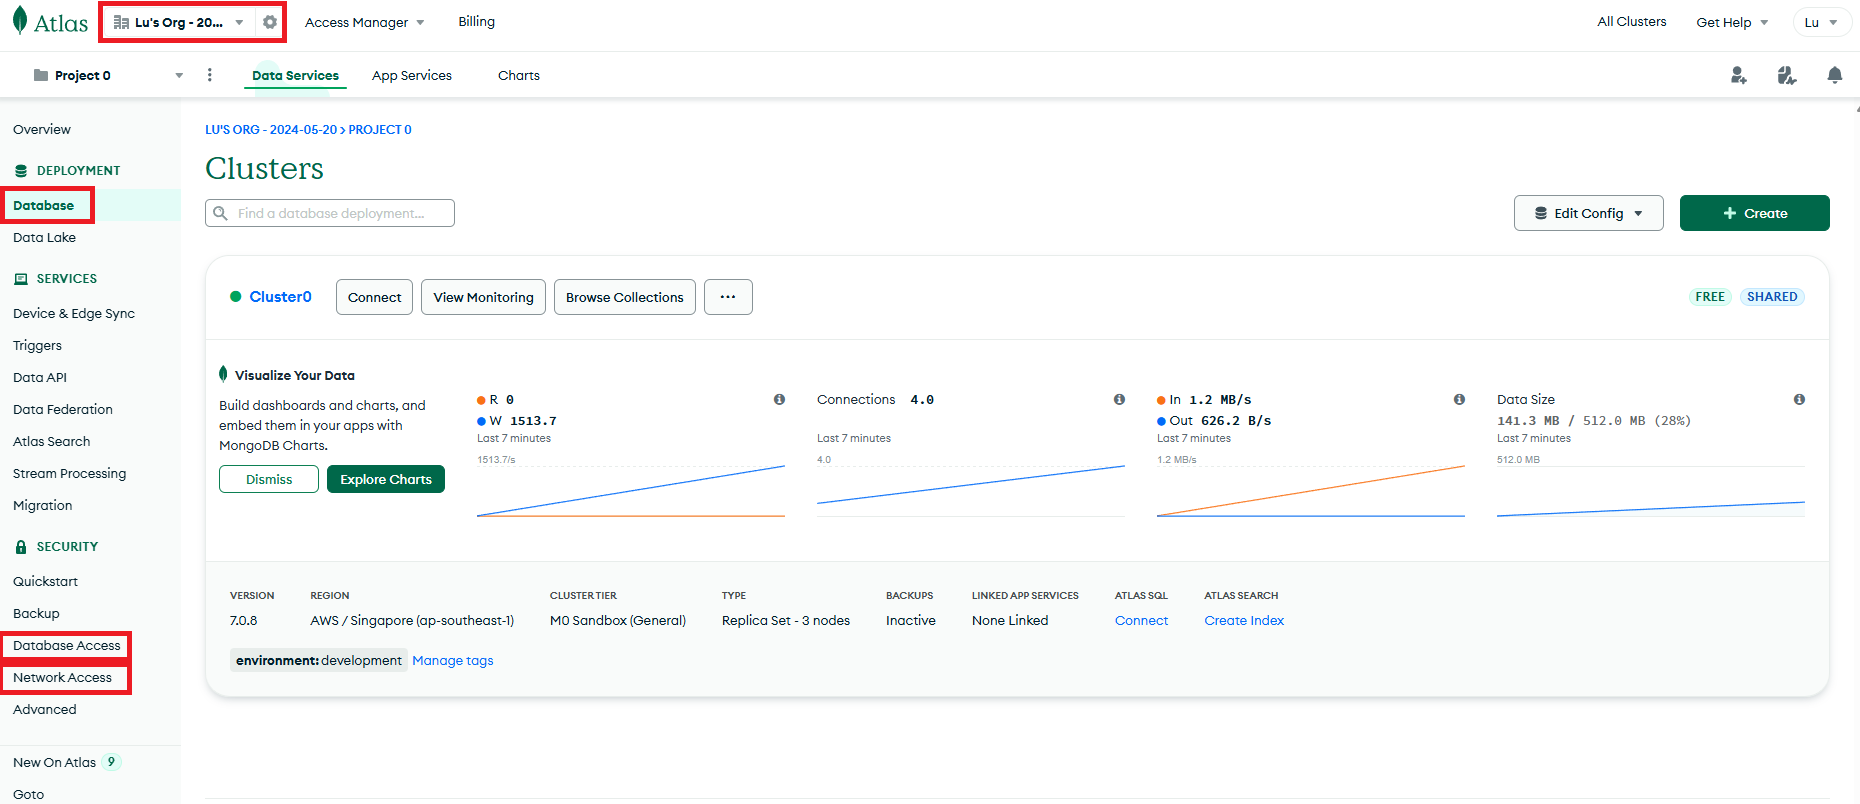 Atlas
Lu's Org - 20...
Access Manager
Billing
All Clusters
Get Help
Lu
Project 0
Data Services
App Services
Charts
Overview
DEPLOYMENT
Database
Data Lake
SERVICES
Device & Edge Sync
Triggers
Data API
Data Federation
Atlas Search
Stream Processing
Migration
SECURITY
Quickstart
Backup
Database Access
Network Access
Advanced
New On Atlas 9
Goto
LU'S ORG - 2024-05-20 > PROJECT 0
Clusters
Find a database deployment...
Edit Config
+ Create
Cluster0
Connect
View Monitoring
Browse Collections
...
FREE
SHARED
Visualize Your Data
Build dashboards and charts, and
embed them in your apps with
MongoDB Charts.
Dismiss
Explore Charts
R 0
W 1513.7
Last 7 minutes
1513.7/s
Connections 4.0
Last 7 minutes
4.0
In 1.2 MB/s
Out 626.2 B/s
Last 7 minutes
1.2 MB/s
Data Size
141.3 MB / 512.0 MB (28%)
Last 7 minutes
512.0 MB
VERSION
7.0.8
REGION
AWS / Singapore (ap-southeast-1)
CLUSTER TIER
M0 Sandbox (General)
TYPE
Replica Set - 3 nodes
BACKUPS
Inactive
LINKED APP SERVICES
None Linked
ATLAS SQL
Connect
ATLAS SEARCH
Create Index
environment: development
Manage tags